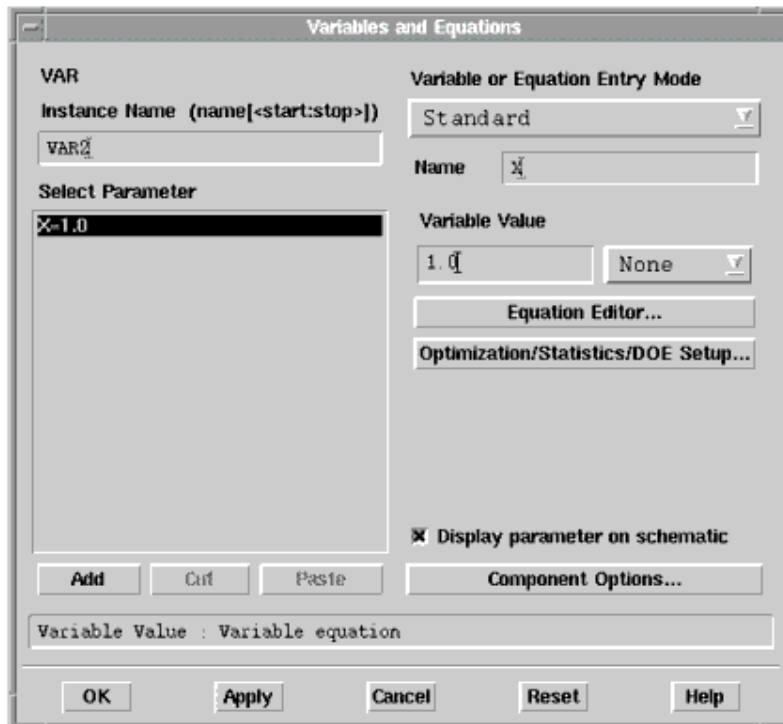 Variables and Equations
VAR
Instance Name (name[<start:stop>])
VAR2
Select Parameter
X=1.0
Add
Cut
Paste
Variable or Equation Entry Mode
Standard
Name
X
Variable Value
1.0
None
Equation Editor...
Optimization/Statistics/DOE Setup...
Display parameter on schematic
Component Options...
Variable Value : Variable equation
OK
Apply
Cancel
Reset
Help